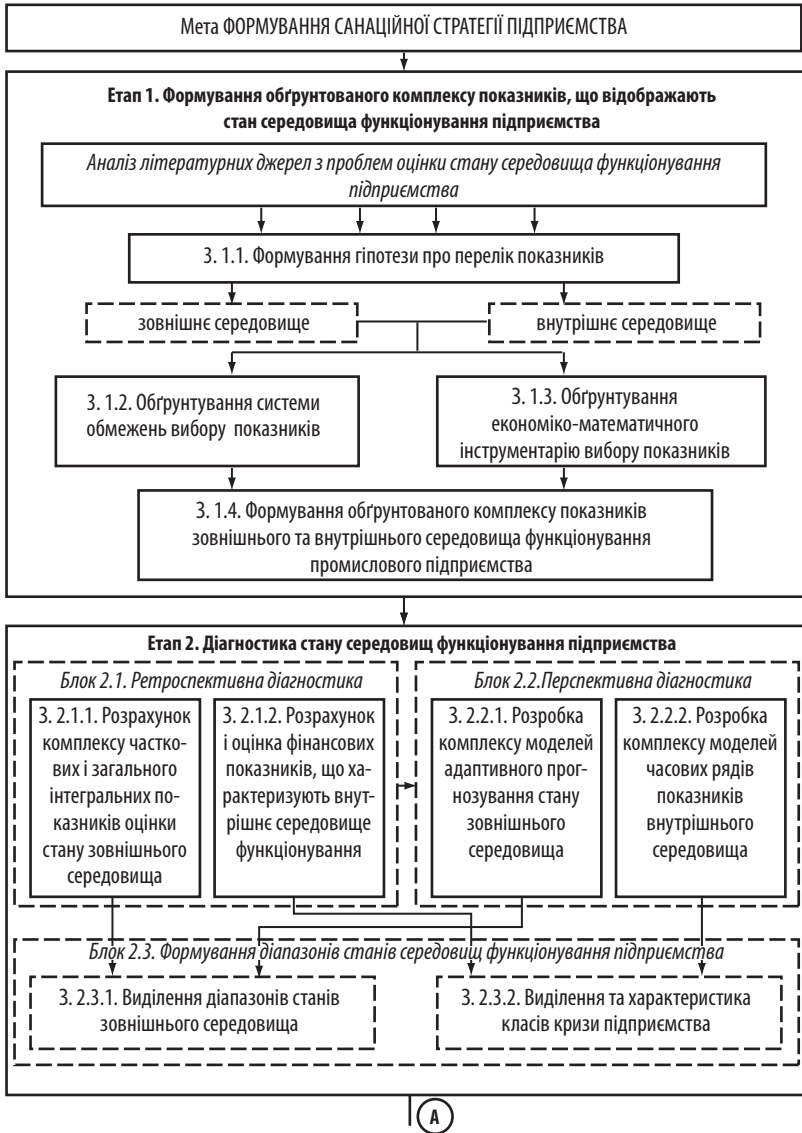 Мета ФОРМУВАННЯ САНАЦІЙНОЇ СТРАТЕГІЇ ПІДПРИЄМСТВА
Етап 1. Формування обґрунтованого комплексу показників, що відображають
стан середовища функціонування підприємства
Аналіз літературних джерел з проблем оцінки стану середовища функціонування
підприємства
З. 1.1. Формування гіпотези про перелік показників
зовнішнє середовище
внутрішнє середовище
З. 1.2. Обґрунтування системи
обмежень вибору показників
З. 1.3. Обґрунтування
економіко-математичного
інструментарію вибору показників
З. 1.4. Формування обґрунтованого комплексу показників
зовнішнього та внутрішнього середовища функціонування
промислового підприємства
Етап 2. Діагностика стану середовищ функціонування підприємства
Блок 2.1. Ретроспективна діагностика
З. 2.1.1. Розрахунок
комплексу частко-
вих і загального
інтегральних по-
казників оцінки
стану зовнішнього
середовища
З. 2.1.2. Розрахунок
і оцінка фінансових
показників, що ха-
рактеризують внут-
рішнє середовище
функціонування
Блок 2.2.Перспективна діагностика
З. 2.2.1. Розробка
комплексу моделей
адаптивного прог-
нозування стану
зовнішнього
середовища
З. 2.2.2. Розробка
комплексу моделей
часових рядів
показників
внутрішнього
середовища
Блок 2.3. Формування діапазонів станів середовищ функціонування підприємства
З. 2.3.1. Виділення діапазонів станів
зовнішнього середовища
З. 2.3.2. Виділення та характеристика
класів кризи підприємства
А